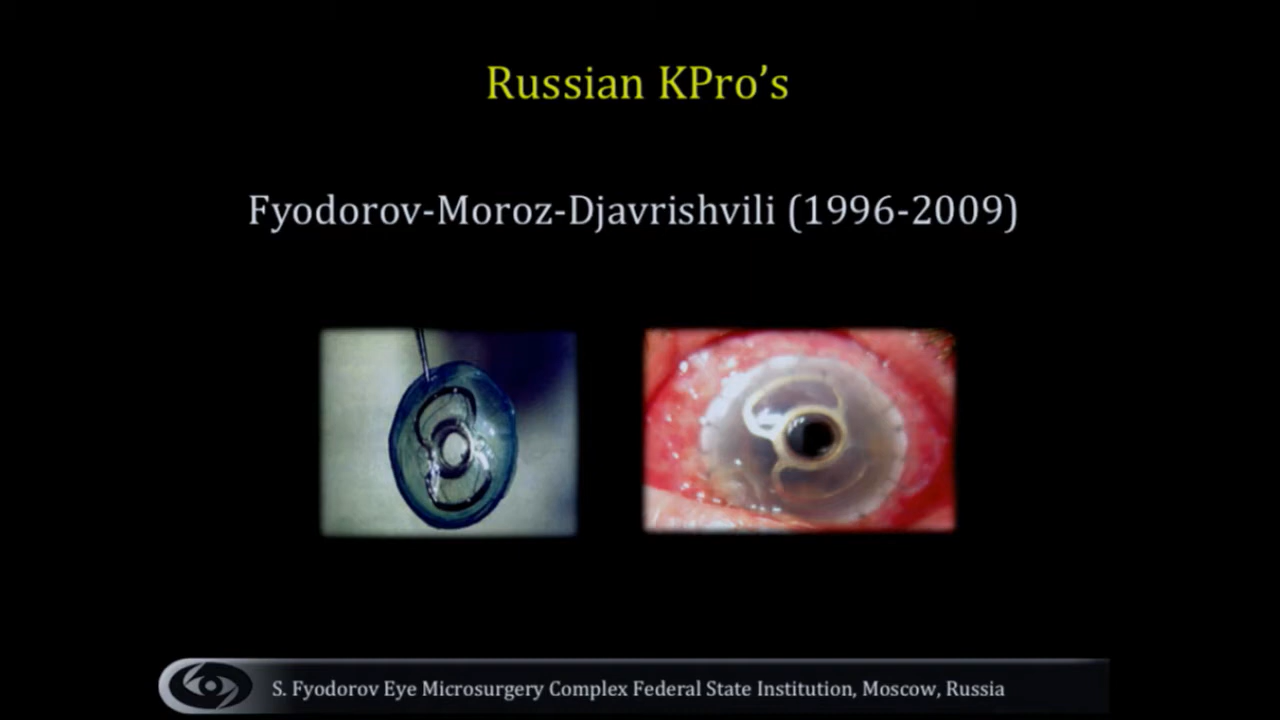 Russian KPro’s
Fyodorov-Moroz-Djavrishvili (1996-2009)
S. Fyodorov Eye Microsurgery Complex Federal State Institution, Moscow, Russia